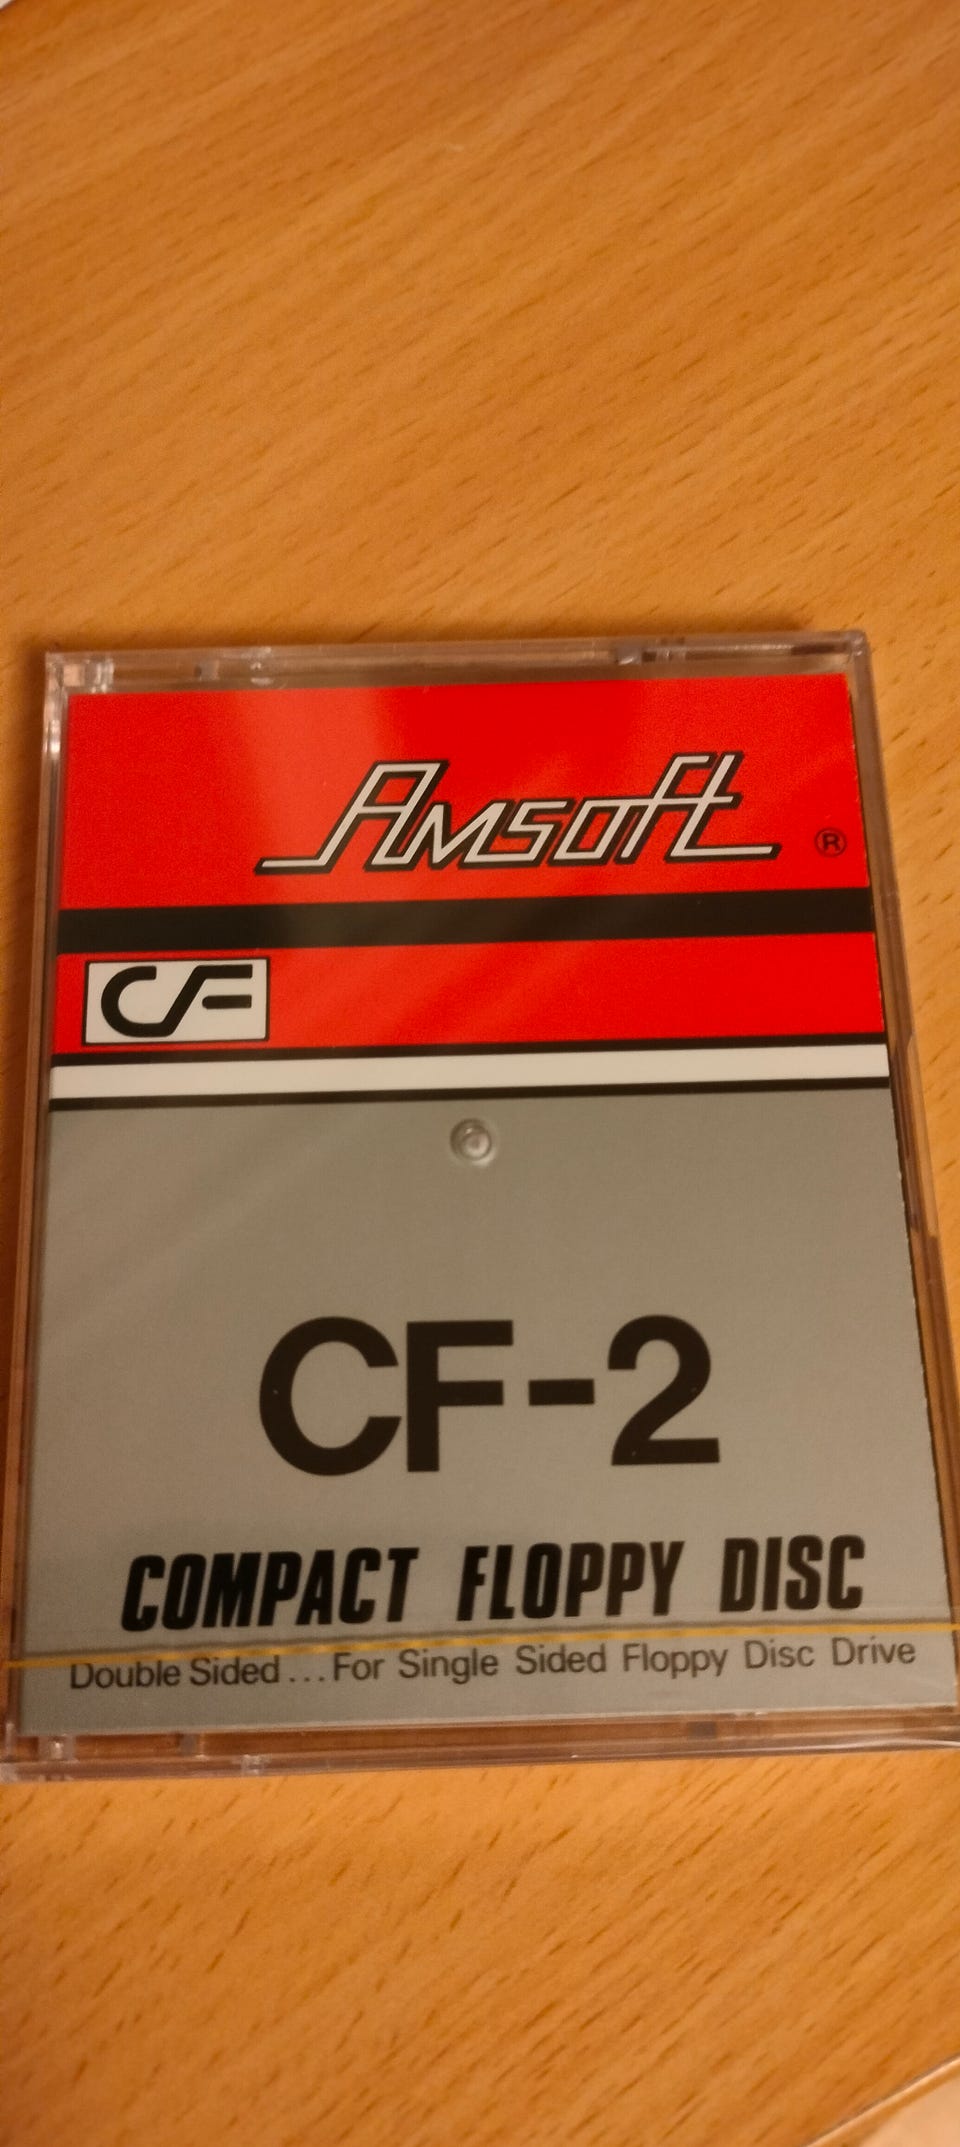 Amsoft ®
CF
CF-2
COMPACT FLOPPY DISC
Double Sided...For Single Sided Floppy Disc Drive